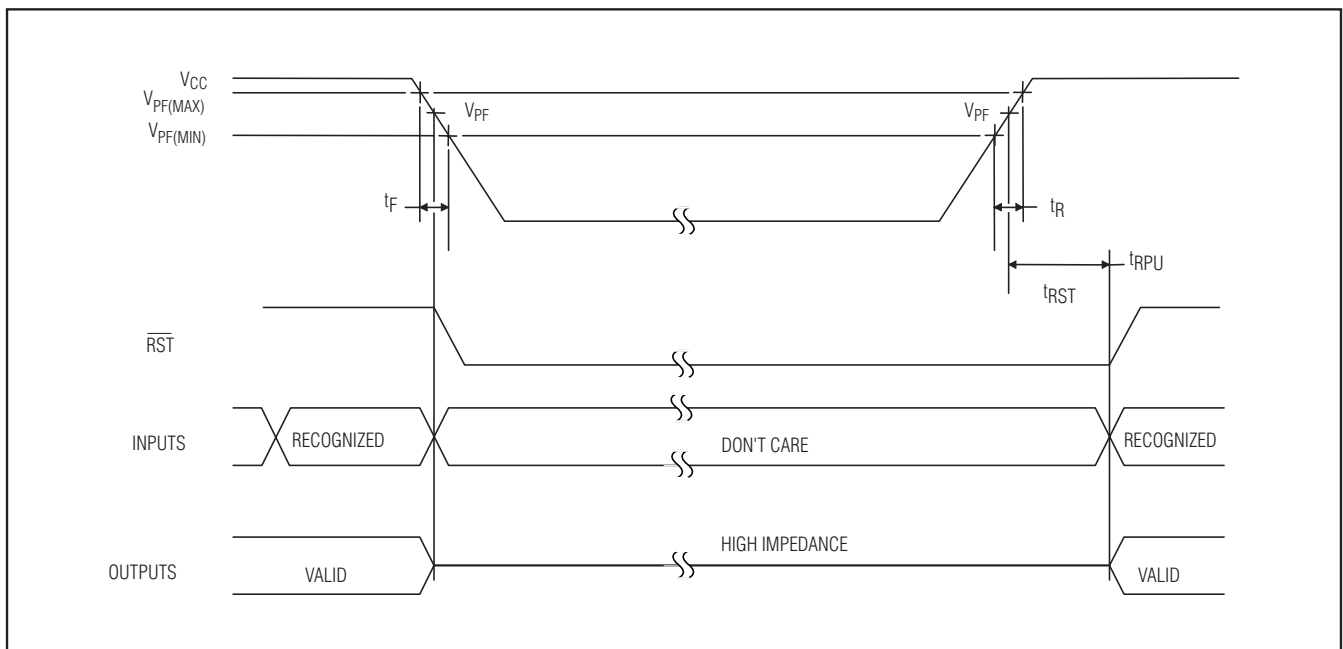 VCC
VPF(MAX)
VPF(MIN)
VPF
VPF
tF
tR
tRPU
tRST
RST
INPUTS
RECOGNIZED
DON'T CARE
RECOGNIZED
HIGH IMPEDANCE
OUTPUTS
VALID
VALID